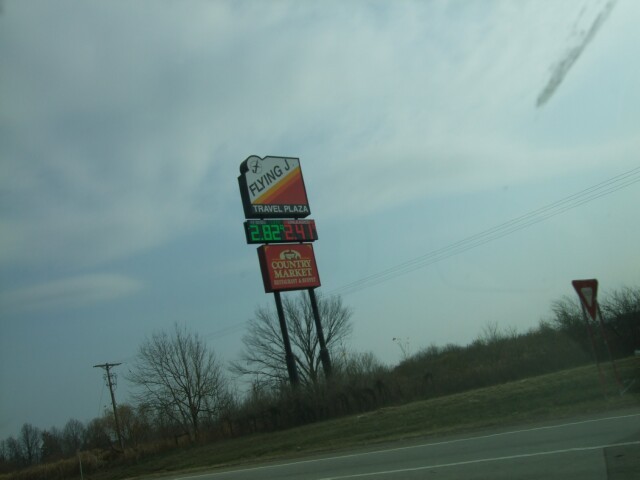 FLYING J
TRAVEL PLAZA
2.82 2.41
COUNTRY
MARKET